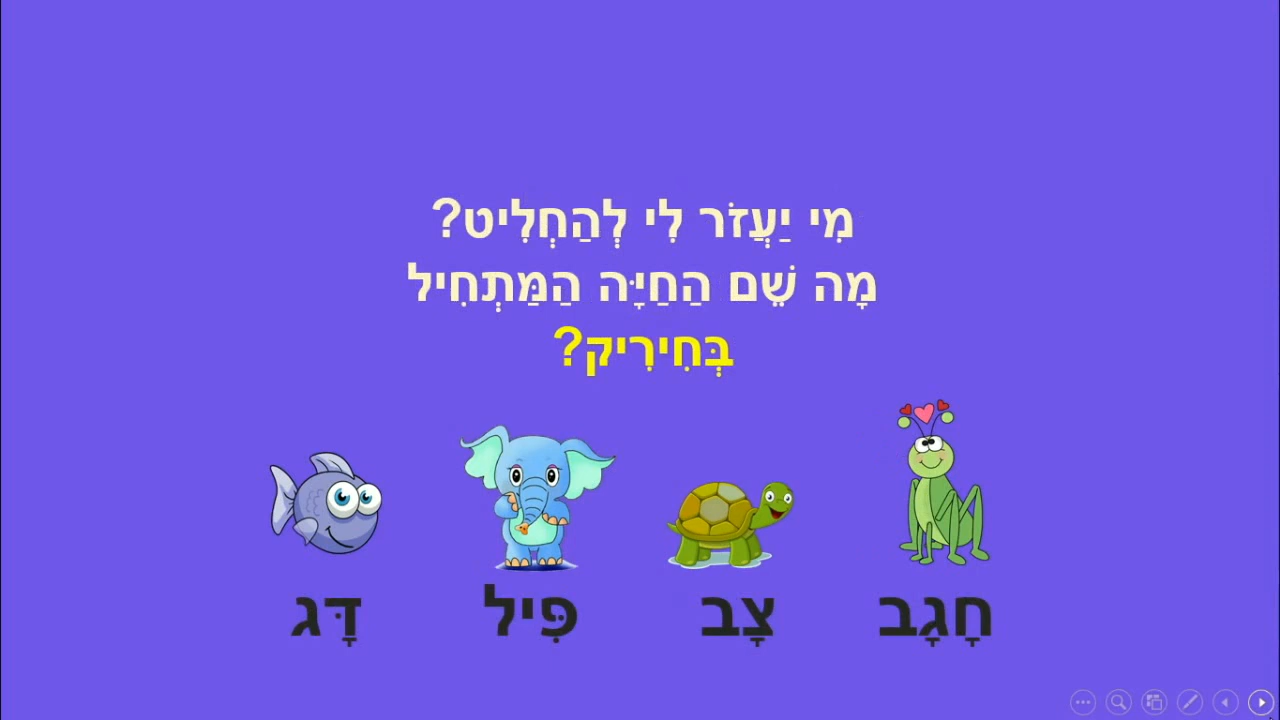 מִי יַעֲזֹר לִי לְהַחְלִיט?
מָה שֵׁם הַחַיָּה הַמַּתְחִיל
בְּחִירִיק?
חָגָב צָב פִּיל דָּג